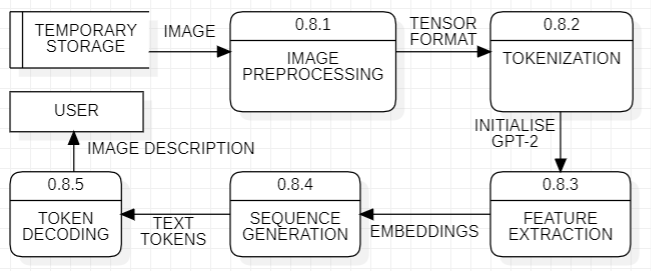 TEMPORARY
STORAGE
IMAGE
0.8.1
IMAGE
PREPROCESSING
TENSOR
FORMAT
0.8.2
TOKENIZATION
INITIALISE
GPT-2
0.8.3
FEATURE
EXTRACTION
EMBEDDINGS
0.8.4
SEQUENCE
GENERATION
TEXT
TOKENS
0.8.5
TOKEN
DECODING
IMAGE DESCRIPTION
USER